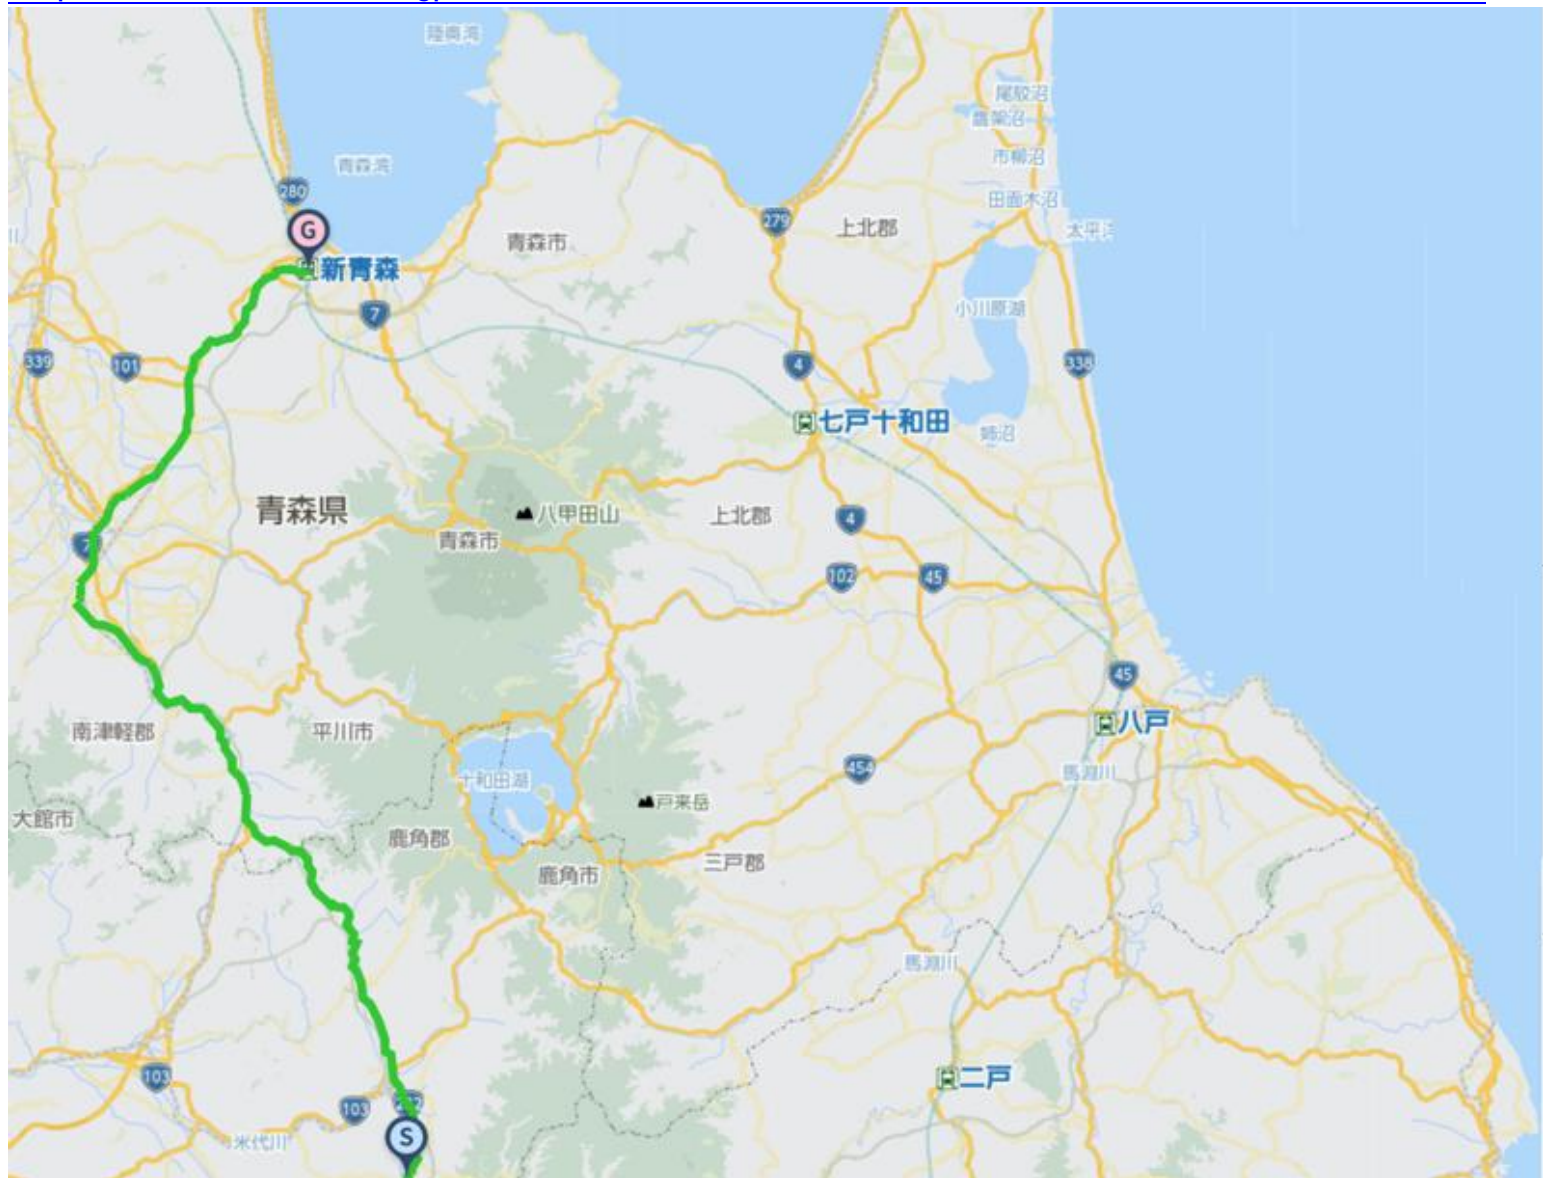 陸奥湾
尾駮沼
鷹架沼
市柳沼
青森湾
280
田面木沼
G
279
上北郡
太平洋
青森市
新青森
小川原湖
7
339
101
4
338
七戸十和田
姉沼
青森県
八甲田山
上北郡
4
青森市
7
102
45
45
南津軽郡
平川市
八戸
454
馬淵川
十和田湖
戸来岳
大館市
鹿角郡
三戸郡
鹿角市
馬淵川
103
二戸
103
282
S
米代川